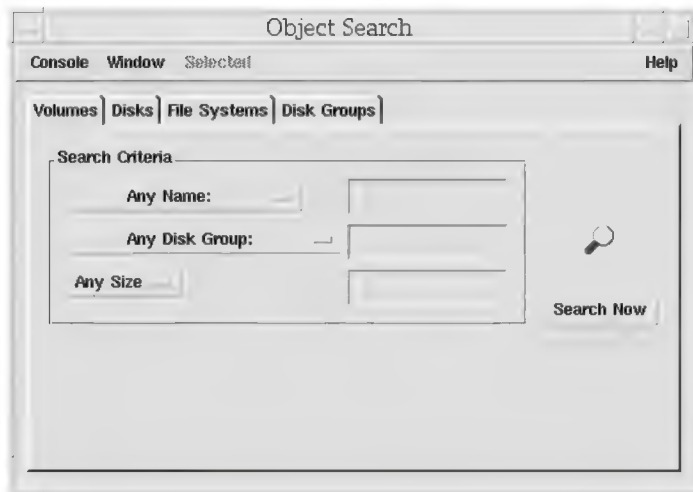 Object Search
Console Window Selected Help
Volumes Disks File Systems Disk Groups
Search Criteria
Any Name:
Any Disk Group:
Any Size
Search Now